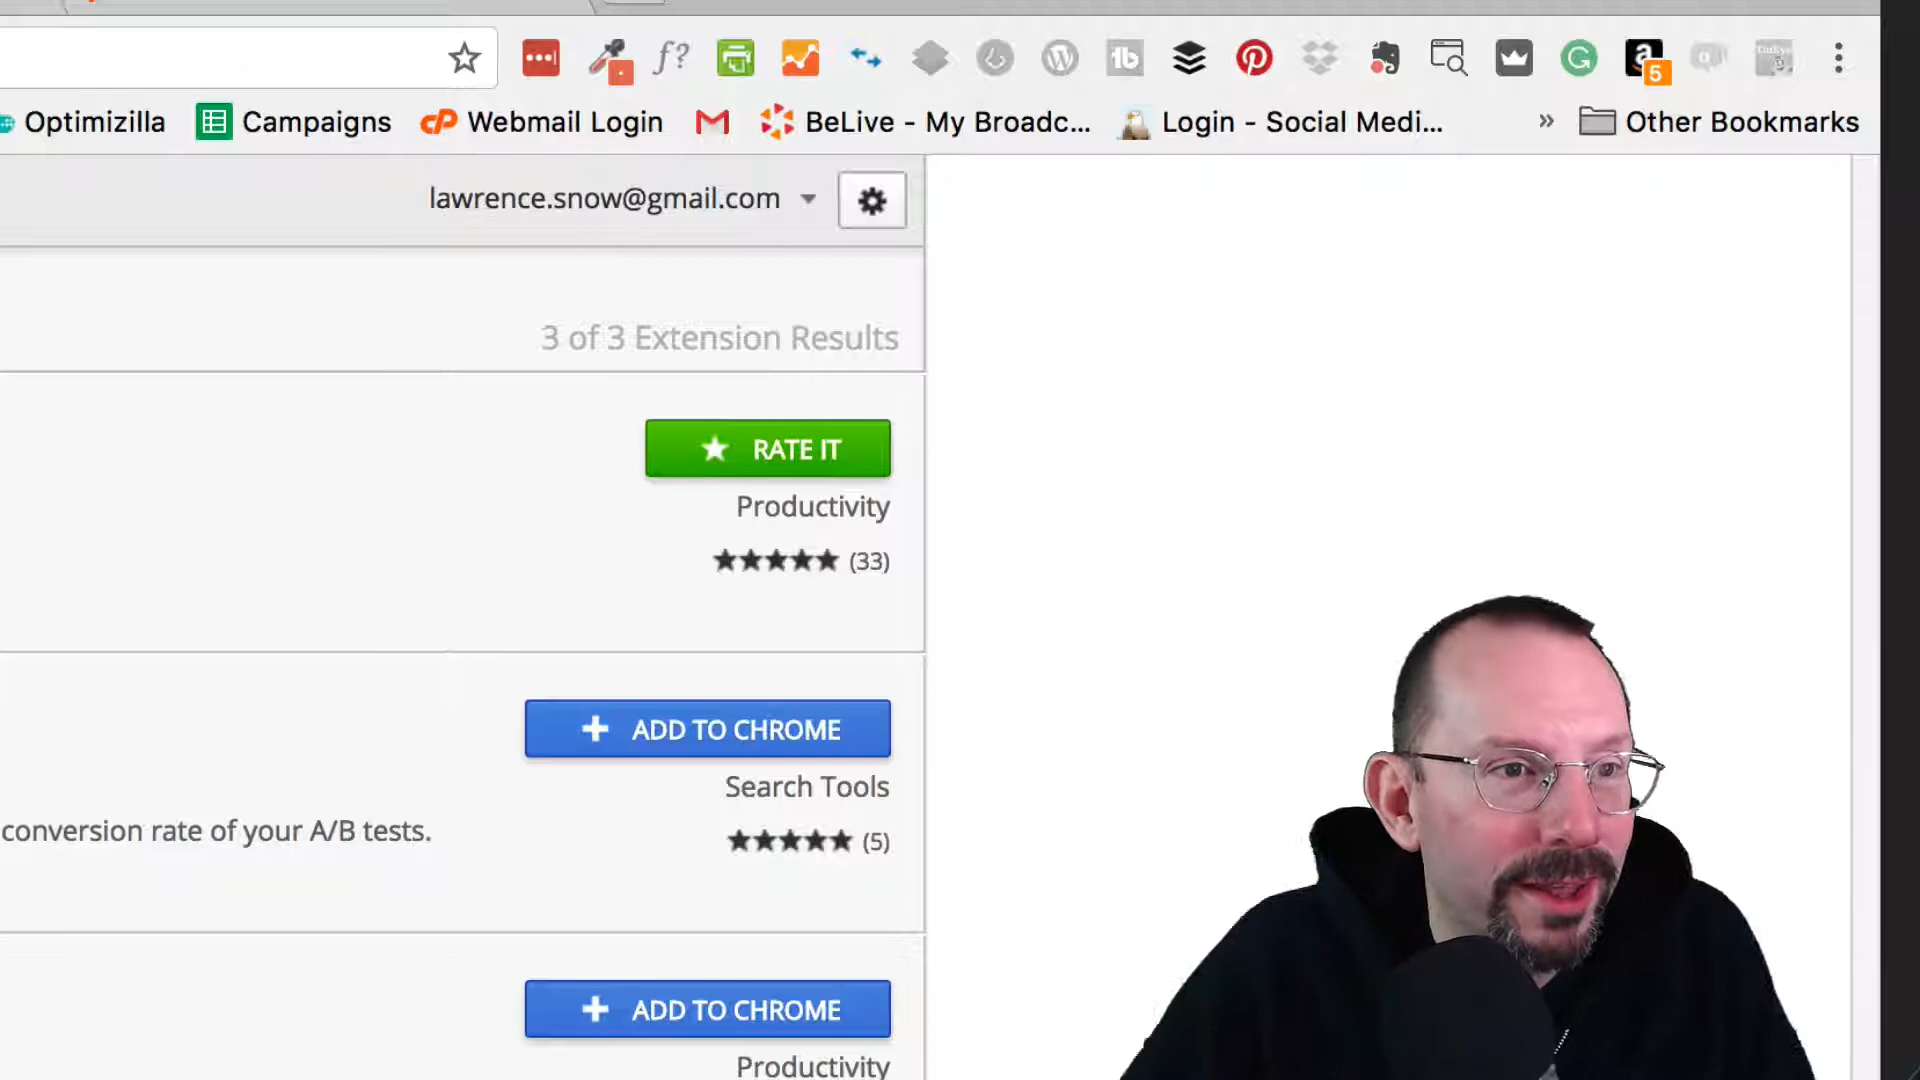 f?
5
Optimizilla Campaigns cP Webmail Login BeLive - My Broadc... Login - Social Medi... » Other Bookmarks
lawrence.snow@gmail.com
3 of 3 Extension Results
RATE IT
Productivity
(33)
ADD TO CHROME
Search Tools
conversion rate of your A/B tests.
(5)
ADD TO CHROME
Productivity